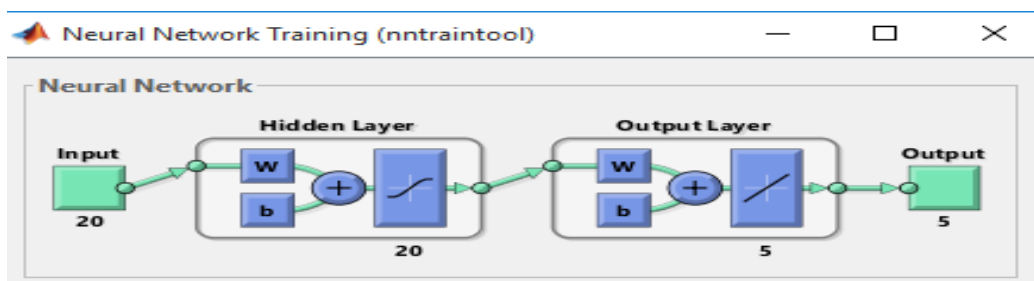 Neural Network Training (nntraintool)
Neural Network
Hidden Layer Output Layer
Input Output
W W
+ +
b b
20 5
20 5